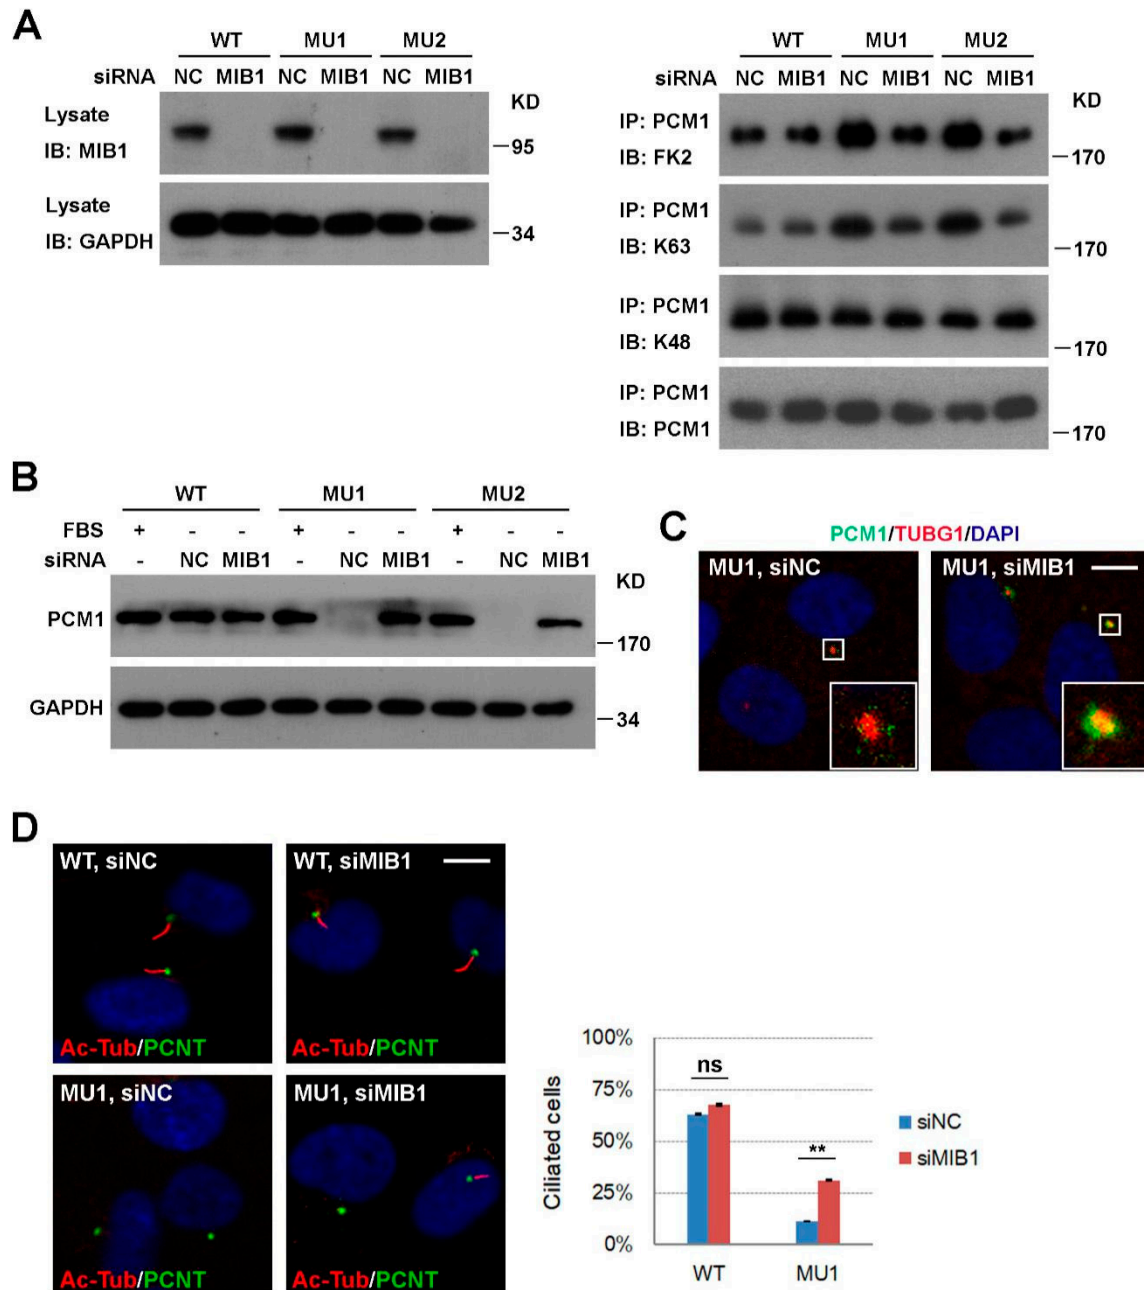 A
WT MU1 MU2
siRNA NC MIB1 NC MIB1 NC MIB1
KD
Lysate
IB: MIB1
95
Lysate
IB: GAPDH
34
WT MU1 MU2
siRNA NC MIB1 NC MIB1 NC MIB1
KD
IP: PCM1
IB: FK2
170
IP: PCM1
IB: K63
170
IP: PCM1
IB: K48
170
IP: PCM1
IB: PCM1
170
B
WT MU1 MU2
FBS + - - + - - + - -
siRNA - NC MIB1 - NC MIB1 - NC MIB1
KD
PCM1
170
GAPDH
34
C
PCM1/TUBG1/DAPI
MU1, siNC
MU1, siMIB1
D
WT, siNC
Ac-Tub/PCNT
WT, siMIB1
Ac-Tub/PCNT
MU1, siNC
Ac-Tub/PCNT
MU1, siMIB1
Ac-Tub/PCNT
Ciliated cells
100%
75%
50%
25%
0%
ns
**
WT MU1
siNC
siMIB1